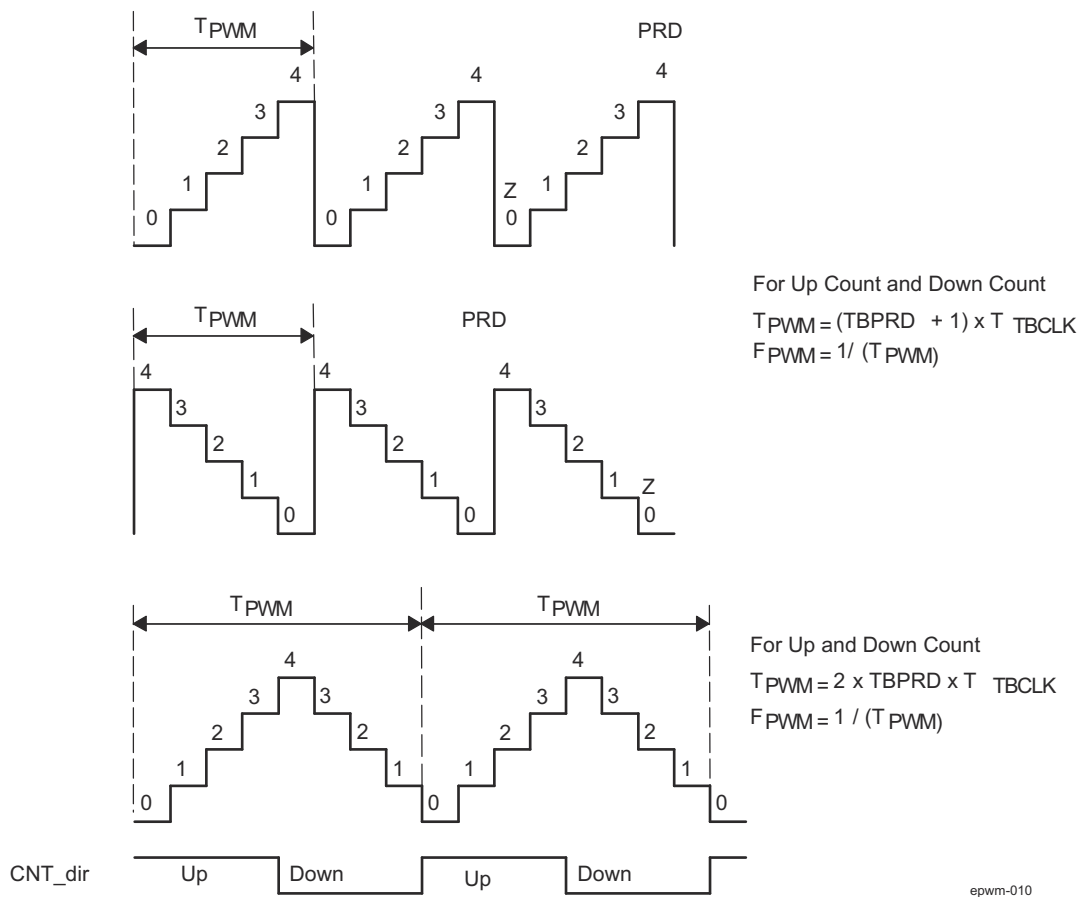 TPWM
PRD
4 4 4
3 3 3
2 2 2
1 1 Z 1
0 0 0
For Up Count and Down Count
TPWM = (TBPRD + 1) x T TBCLK
FPWM = 1/ (TPWM)
TPWM PRD
4 4 4
3 3 3
2 2 2
1 1 1 Z
0 0 0
TPWM TPWM
For Up and Down Count
TPWM = 2 x TBPRD x T TBCLK
FPWM = 1 / (TPWM)
4 4
3 3 3 3
2 2 2 2
1 1 1 1
0 0 0
CNT_dir Up Down Up Down
epwm-010